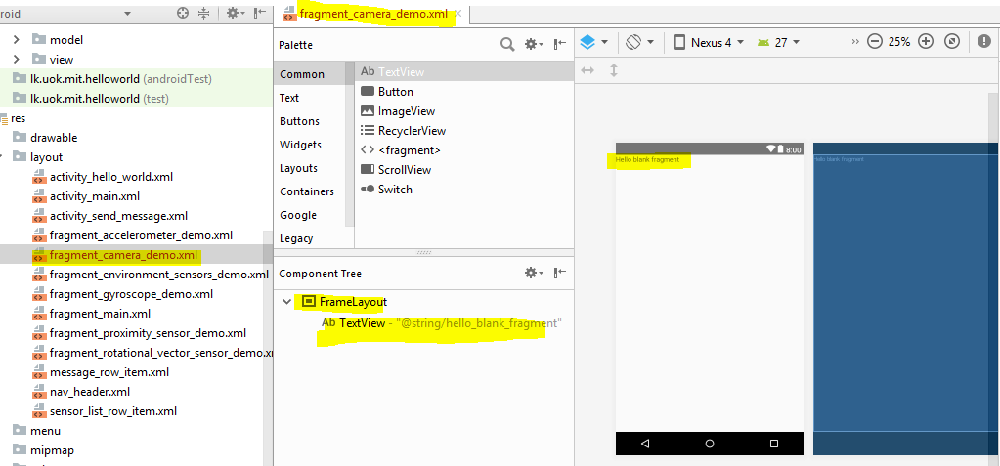 roid
model
view
lk.uok.mit.helloworld (androidTest)
lk.uok.mit.helloworld (test)
res
drawable
layout
activity_hello_world.xml
activity_main.xml
activity_send_message.xml
fragment_accelerometer_demo.xml
fragment_camera_demo.xml
fragment_environment_sensors_demo.xml
fragment_gyroscope_demo.xml
fragment_main.xml
fragment_proximity_sensor_demo.xml
fragment_rotational_vector_sensor_demo.x
message_row_item.xml
nav_header.xml
sensor_list_row_item.xml
menu
mipmap
fragment_camera_demo.xml
Palette
Common
Text
Buttons
Widgets
Layouts
Containers
Google
Legacy
Ab TextView
Button
ImageView
RecyclerView
<fragment>
ScrollView
Switch
Component Tree
FrameLayout
Ab TextView - "@string/hello_blank_fragment"
Nexus 4 27 25%
8:00
Hello blank fragment
Hello blank fragment